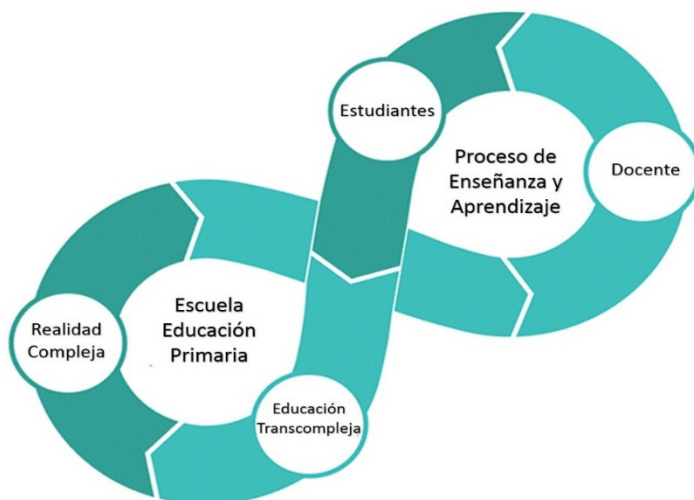 Estudiantes
Proceso de
Enseñanza y
Aprendizaje
Docente
Escuela
Educación
Primaria
Realidad
Compleja
Educación
Transcompleja